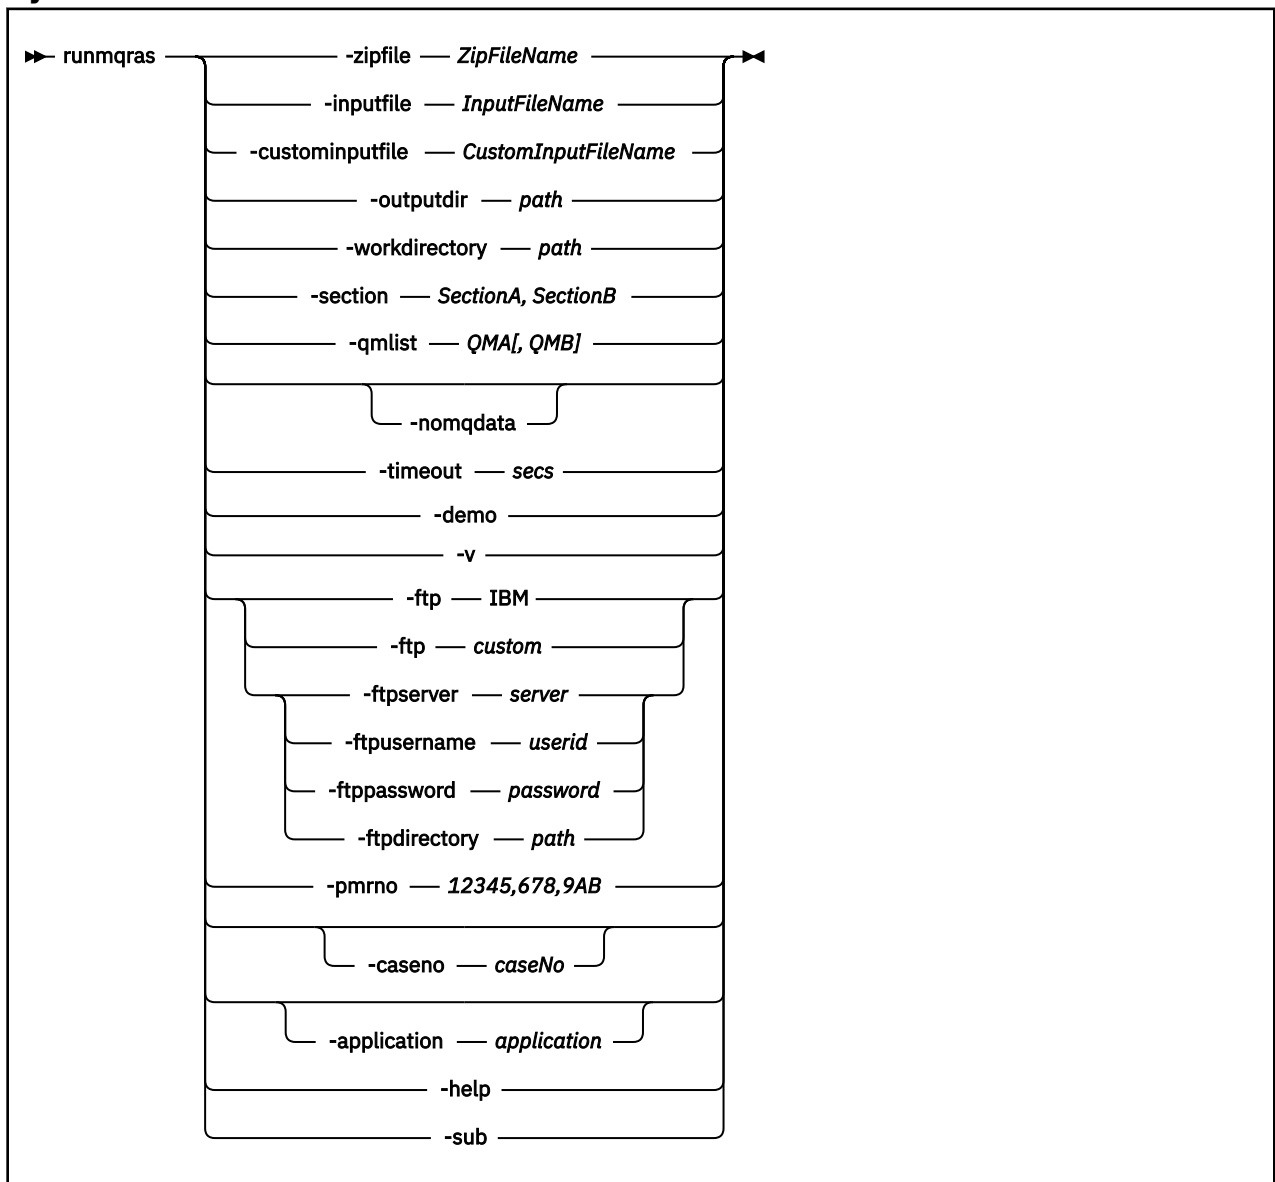 runmqras -zipfile ZipFileName
-inputfile InputFileName
-custominputfile CustomInputFileName
-outputdir path
-workdirectory path
-section SectionA, SectionB
-qmlist QMA[, QMB]
-nomqdata
-timeout secs
-demo
-v
-ftp IBM
-ftp custom
-ftpserver server
-ftpusername userid
-ftppassword password
-ftpdirectory path
-pmrno 12345,678,9AB
-caseno caseNo
-application application
-help
-sub